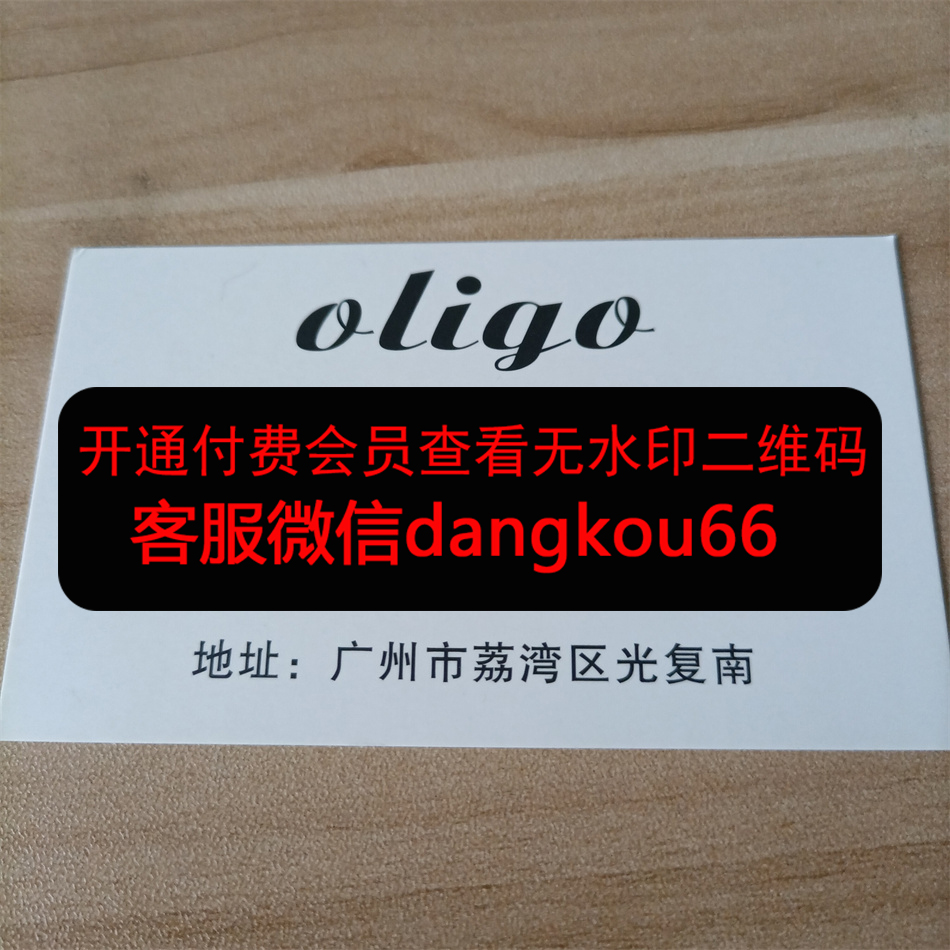 oligo
开通付费会员查看无水印二维码
客服微信dangkou66
地址：广州市荔湾区光复南